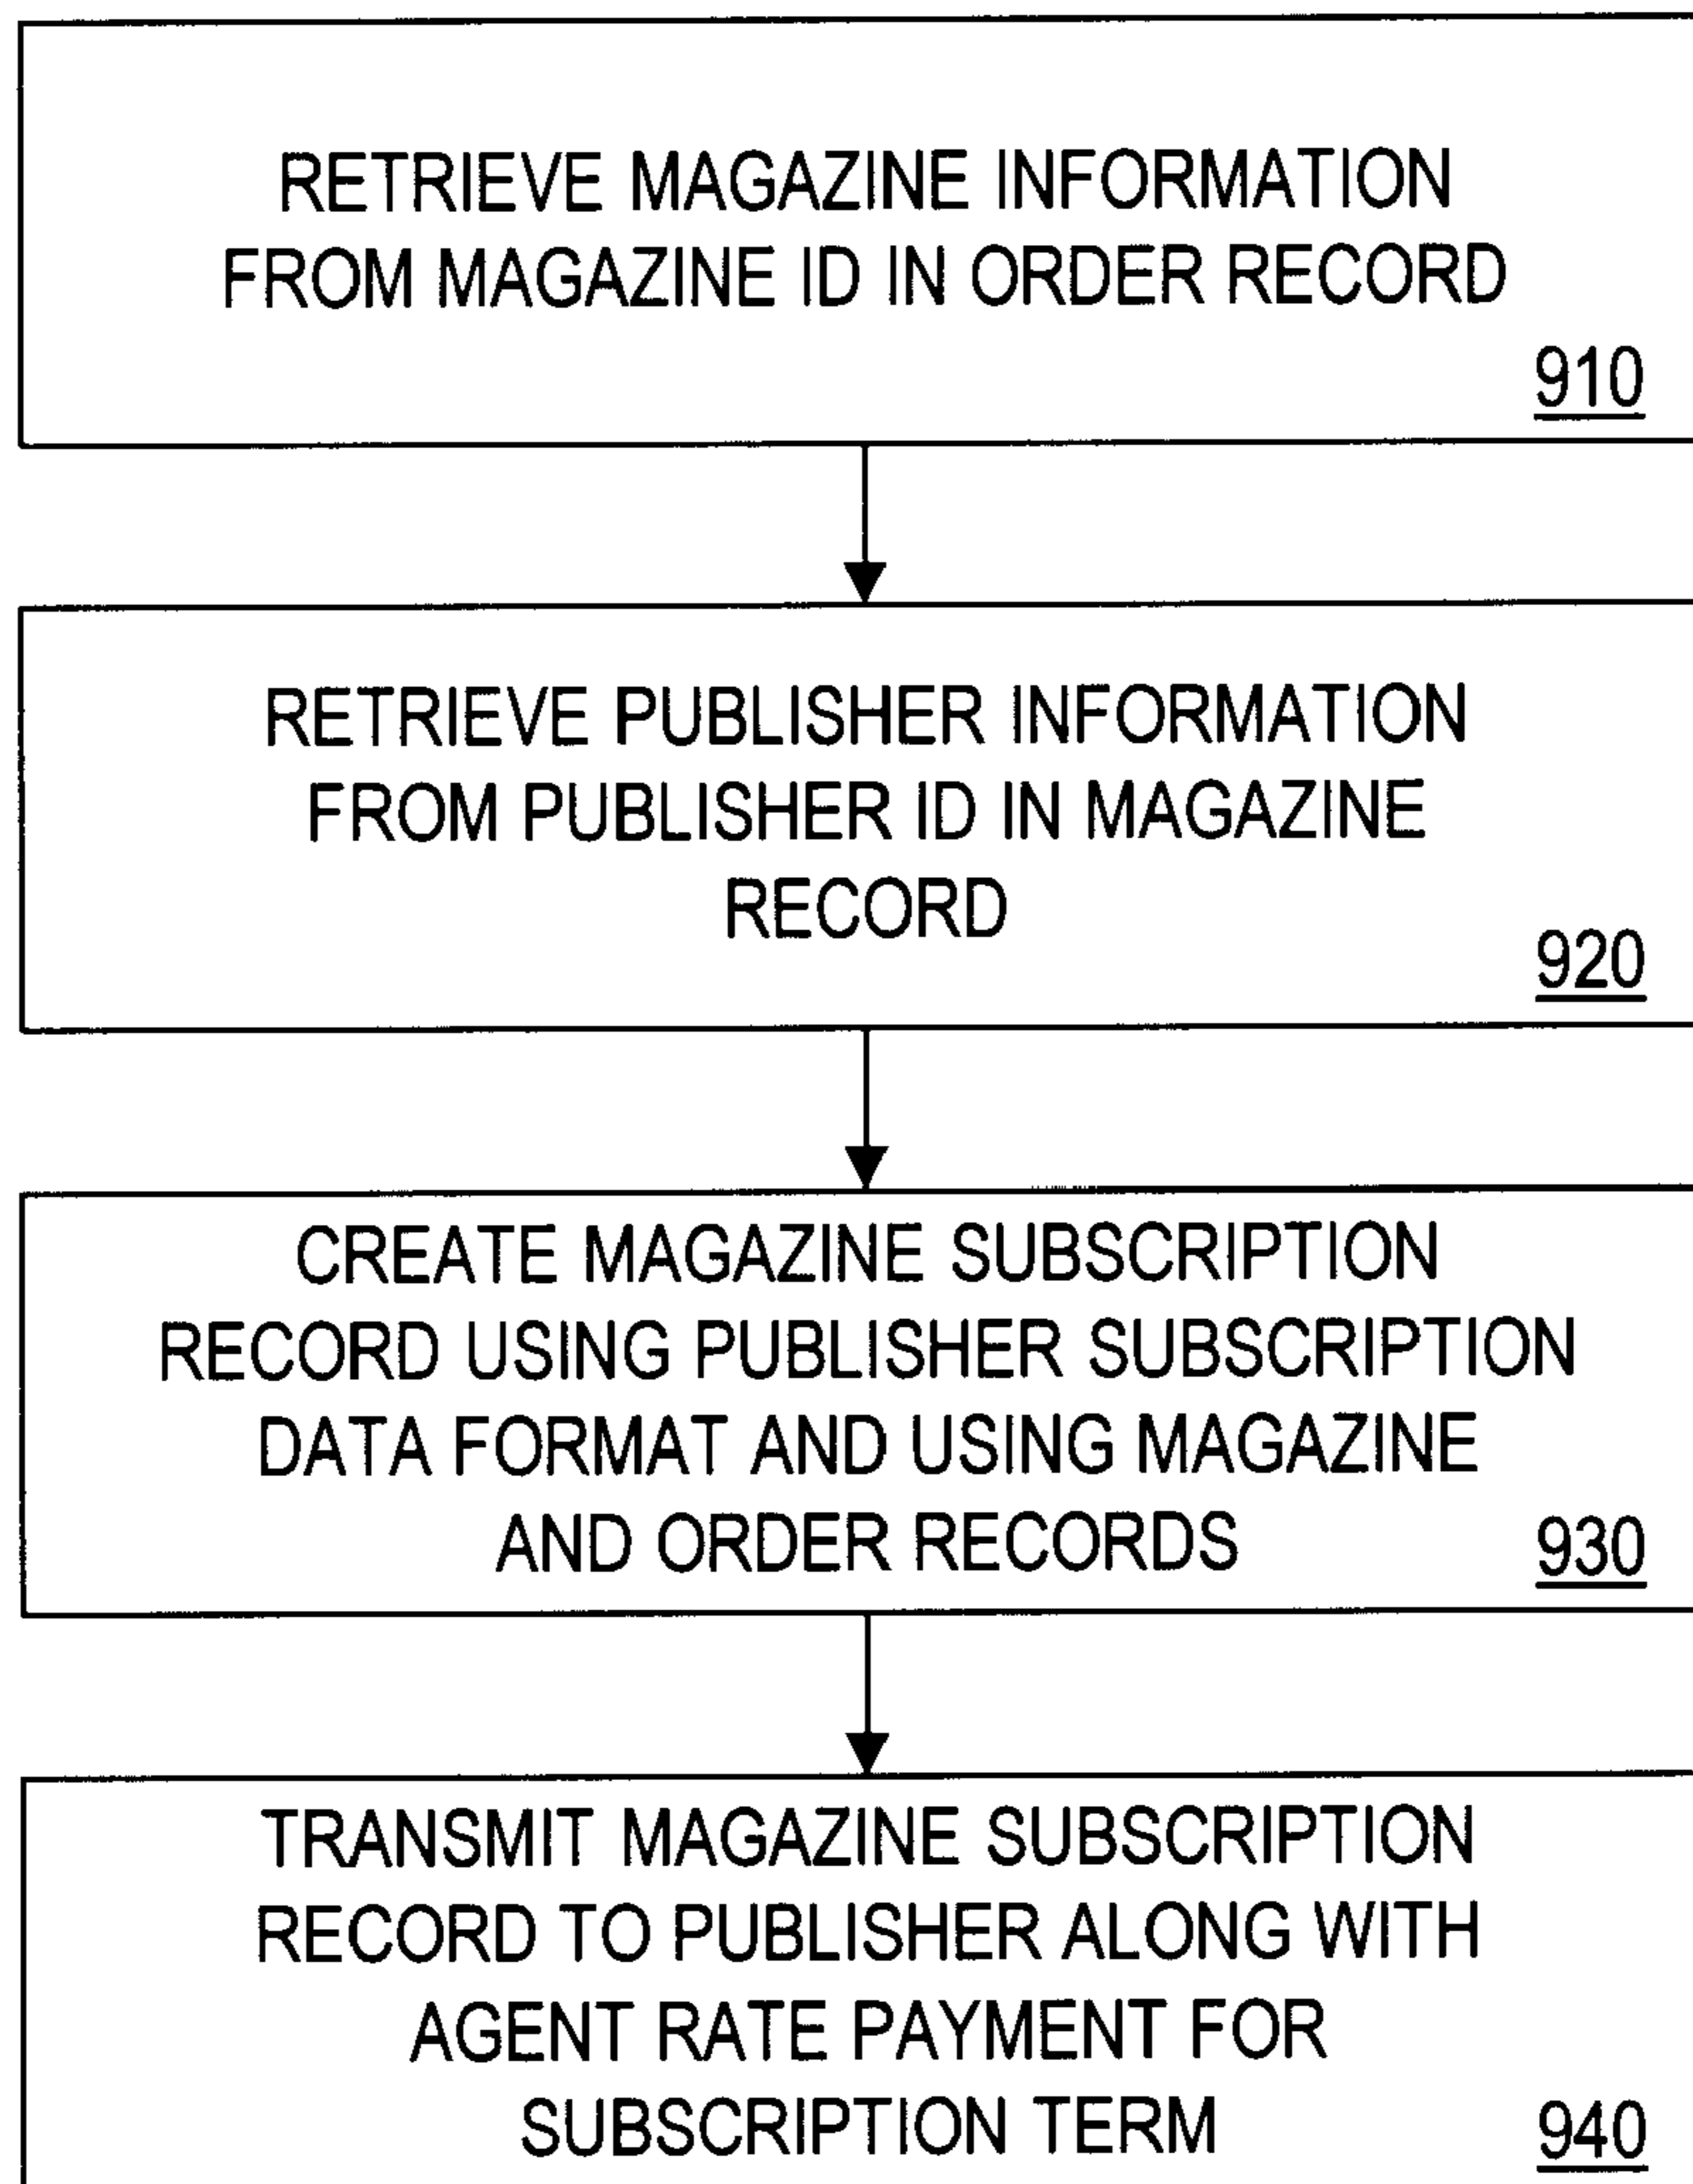 RETRIEVE MAGAZINE INFORMATION
FROM MAGAZINE ID IN ORDER RECORD
910
RETRIEVE PUBLISHER INFORMATION
FROM PUBLISHER ID IN MAGAZINE
RECORD
920
CREATE MAGAZINE SUBSCRIPTION
RECORD USING PUBLISHER SUBSCRIPTION
DATA FORMAT AND USING MAGAZINE
AND ORDER RECORDS
930
TRANSMIT MAGAZINE SUBSCRIPTION
RECORD TO PUBLISHER ALONG WITH
AGENT RATE PAYMENT FOR
SUBSCRIPTION TERM
940